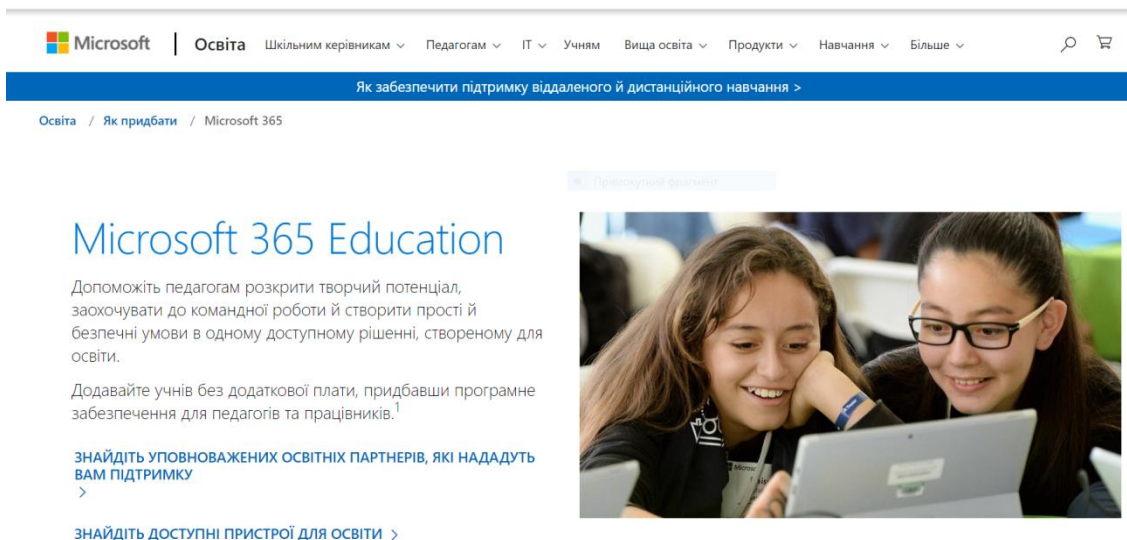 Microsoft | Освіта Шкільним керівникам Педагогам ІТ Учням Вища освіта Продукти Навчання Більше
Як забезпечити підтримку віддаленого й дистанційного навчання >
Освіта / Як придбати / Microsoft 365
Прямокутний фрагмент
Microsoft 365 Education
Допоможіть педагогам розкрити творчий потенціал,
заохочувати до командної роботи й створити прості й
безпечні умови в одному доступному рішенні, створеному для
освіти.
Додавайте учнів без додаткової плати, придбавши програмне
забезпечення для педагогів та працівників.1
ЗНАЙДІТЬ УПОВНОВАЖЕНИХ ОСВІТНІХ ПАРТНЕРІВ, ЯКІ НАДАДУТЬ
ВАМ ПІДТРИМКУ
>
ЗНАЙДІТЬ ДОСТУПНІ ПРИСТРОЇ ДЛЯ ОСВІТИ >